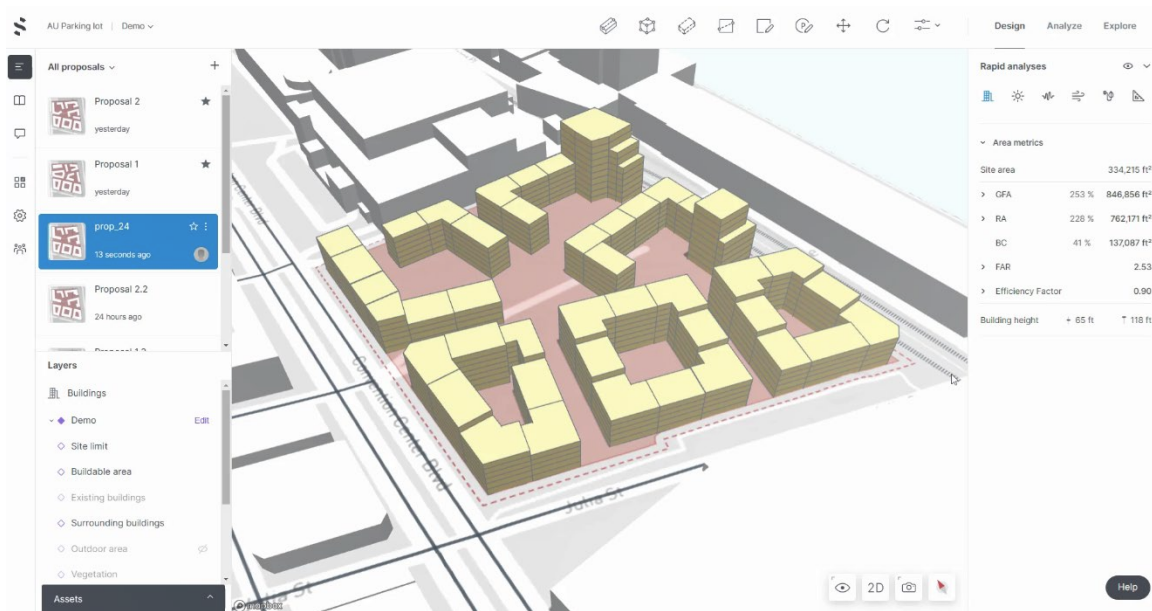 AU Parking lot
Demo
Design
Analyze
Explore
All proposals
Proposal 2
yesterday
Proposal 1
yesterday
prop_24
13 seconds ago
Proposal 2.2
24 hours ago
Layers
Buildings
Demo
Edit
Site limit
Buildable area
Existing buildings
Surrounding buildings
Outdoor area
Vegetation
Assets
Convention Center Blvd
Julia St
Julia St
mapbox
2D
Rapid analyses
Area metrics
Site area 334,215 ft²
GFA 253 % 846,856 ft²
RA 228 % 762,171 ft²
BC 41 % 137,087 ft²
FAR 2.53
Efficiency Factor 0.90
Building height + 65 ft 118 ft
Help